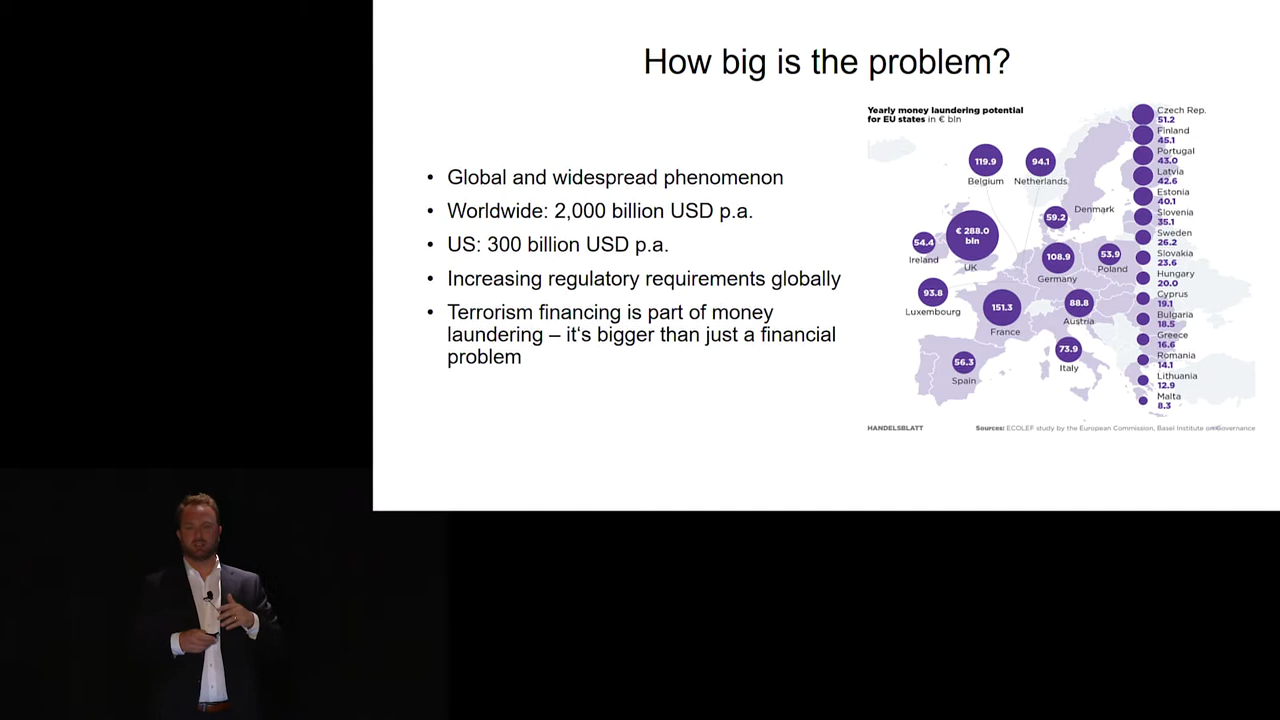 How big is the problem?
• Global and widespread phenomenon
• Worldwide: 2,000 billion USD p.a.
• US: 300 billion USD p.a.
• Increasing regulatory requirements globally
• Terrorism financing is part of money
laundering – it‘s bigger than just a financial
problem
Yearly money laundering potential
for EU states in € bln
119.9
Belgium
94.1
Netherlands
59.2
Denmark
54.4
Ireland
€ 288.0
bln
UK
108.9
Germany
53.9
Poland
93.8
Luxembourg
151.3
France
88.8
Austria
73.9
Italy
56.3
Spain
Czech Rep.
51.2
Finland
45.1
Portugal
43.0
Latvia
42.6
Estonia
40.1
Slovenia
35.1
Sweden
26.2
Slovakia
23.6
Hungary
20.0
Cyprus
19.1
Bulgaria
18.5
Greece
16.6
Romania
14.1
Lithuania
12.9
Malta
8.3
HANDELSBLATT
Sources: ECOLEF study by the European Commission, Basel Institute on Governance